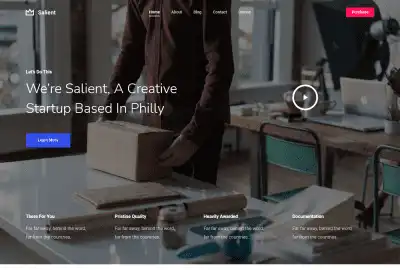 Salient
Home About Blog Contact
Purchase
Let's Do This
We're Salient, A Creative
Startup Based In Philly
Learn More
Theos For You
Pristine Quality
Heavily Awarded
Documentation
Far far away, behind the word,
far from the countries.
Far far away, behind the word,
far from the countries.
Far far away, behind the word,
far from the countries.
Far far away, behind the word,
far from the countries.